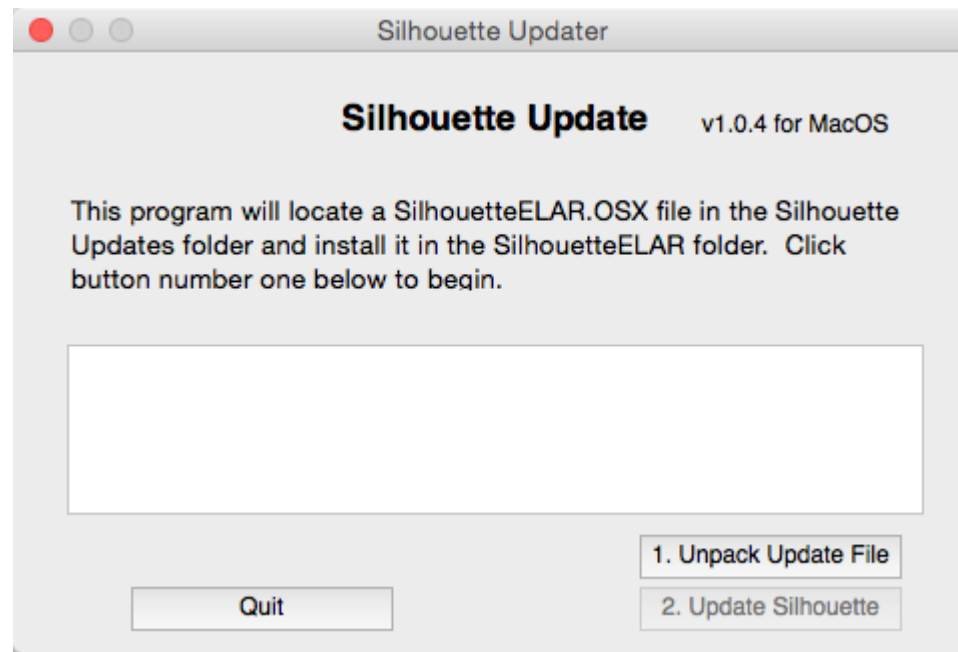 Silhouette Updater
Silhouette Update v1.0.4 for MacOS
This program will locate a SilhouetteELAR.OSX file in the Silhouette
Updates folder and install it in the SilhouetteELAR folder.  Click
button number one below to begin.
1. Unpack Update File
Quit
2. Update Silhouette